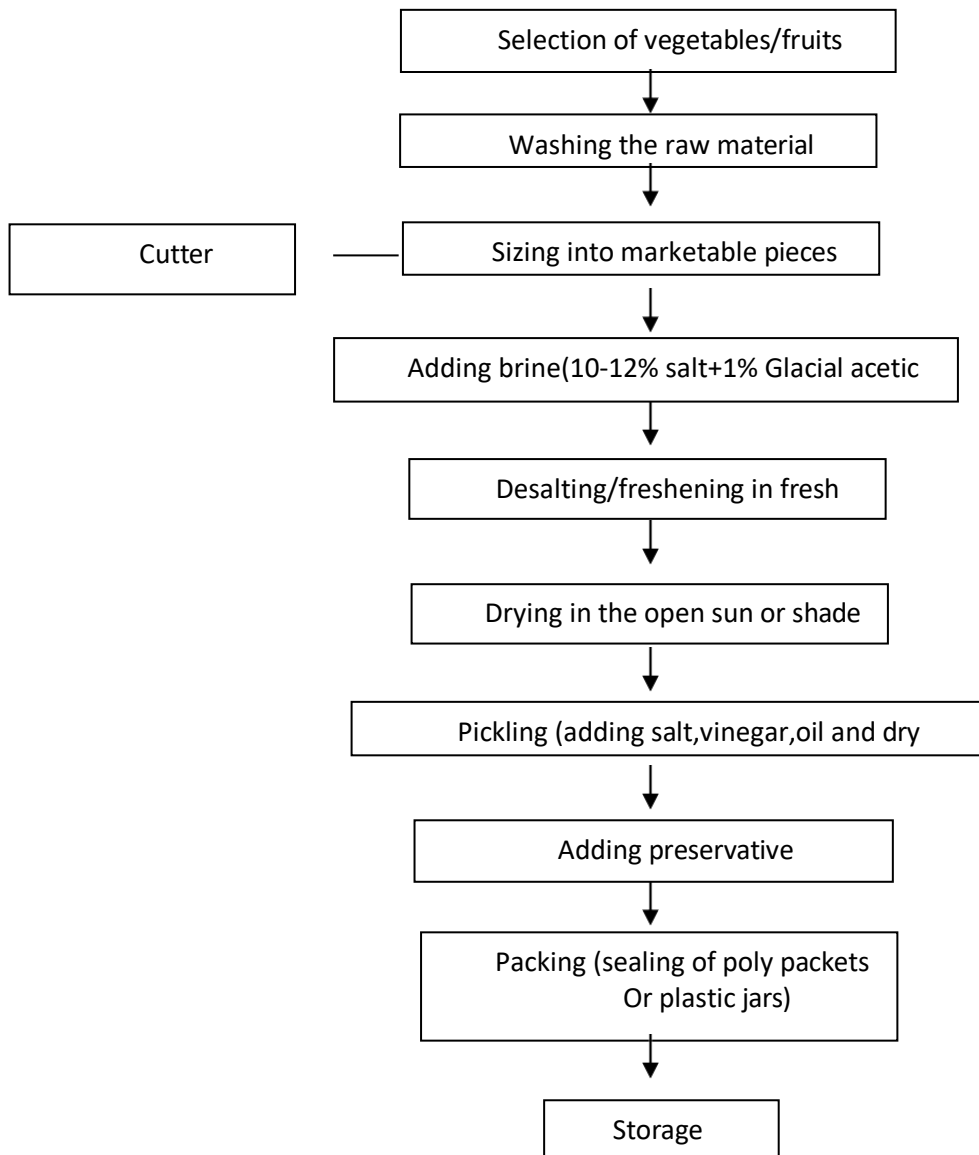 Selection of vegetables/fruits
Washing the raw material
Cutter
Sizing into marketable pieces
Adding brine(10-12% salt+1% Glacial acetic
Desalting/freshening in fresh
Drying in the open sun or shade
Pickling (adding salt,vinegar,oil and dry
Adding preservative
Packing (sealing of poly packets
Or plastic jars)
Storage